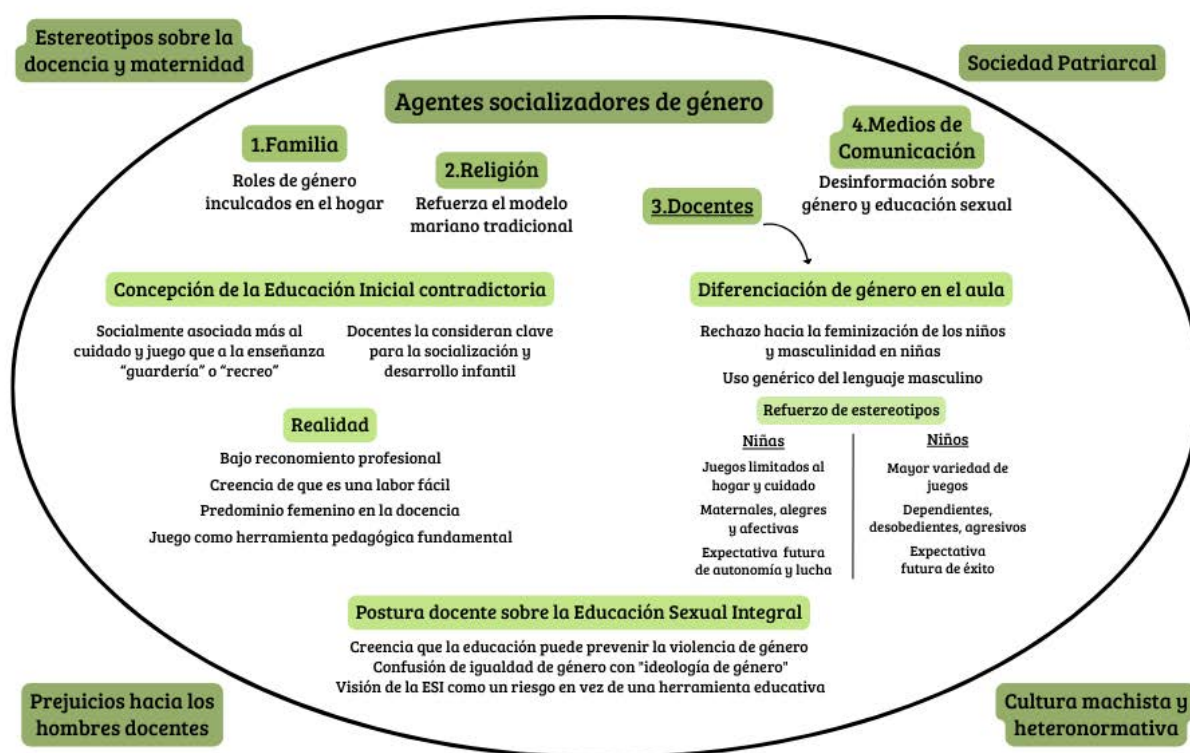 Estereotipos sobre la
docencia y maternidad
Sociedad Patriarcal
Agentes socializadores de género
1.Familia
Roles de género
inculcados en el hogar
2.Religión
Refuerza el modelo
mariano tradicional
3.Docentes
4.Medios de
Comunicación
Desinformación sobre
género y educación sexual
Concepción de la Educación Inicial contradictoria
Socialmente asociada más al
cuidado y juego que a la enseñanza
“guardería” o “recreo”
Docentes la consideran clave
para la socialización y
desarrollo infantil
Realidad
Bajo reconomiento profesional
Creencia de que es una labor fácil
Predominio femenino en la docencia
Juego como herramienta pedagógica fundamental
Diferenciación de género en el aula
Rechazo hacia la feminización de los niños
y masculinidad en niñas
Uso genérico del lenguaje masculino
Refuerzo de estereotipos
Niñas
Juegos limitados al
hogar y cuidado
Maternales, alegres
y afectivas
Expectativa futura
de autonomía y lucha
Niños
Mayor variedad de
juegos
Dependientes,
desobedientes, agresivos
Expectativa
futura de éxito
Postura docente sobre la Educación Sexual Integral
Creencia que la educación puede prevenir la violencia de género
Confusión de igualdad de género con "ideología de género"
Visión de la ESI como un riesgo en vez de una herramienta educativa
Prejuicios hacia los
hombres docentes
Cultura machista y
heteronormativa